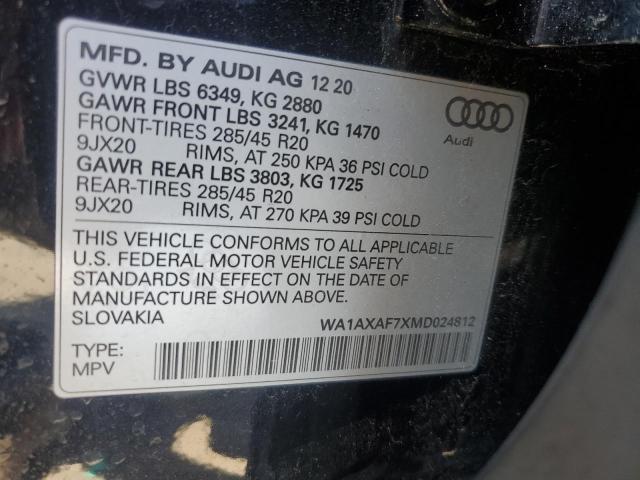 MFD. BY AUDI AG 12 20
GVWR LBS 6349, KG 2880
GAWR FRONT LBS 3241, KG 1470
FRONT-TIRES 285/45 R20
9JX20 RIMS, AT 250 KPA 36 PSI COLD
GAWR REAR LBS 3803, KG 1725
REAR-TIRES 285/45 R20
9JX20 RIMS, AT 270 KPA 39 PSI COLD
Audi
THIS VEHICLE CONFORMS TO ALL APPLICABLE
U.S. FEDERAL MOTOR VEHICLE SAFETY
STANDARDS IN EFFECT ON THE DATE OF
MANUFACTURE SHOWN ABOVE.
SLOVAKIA WA1AXAF7XMD024812
TYPE:
MPV